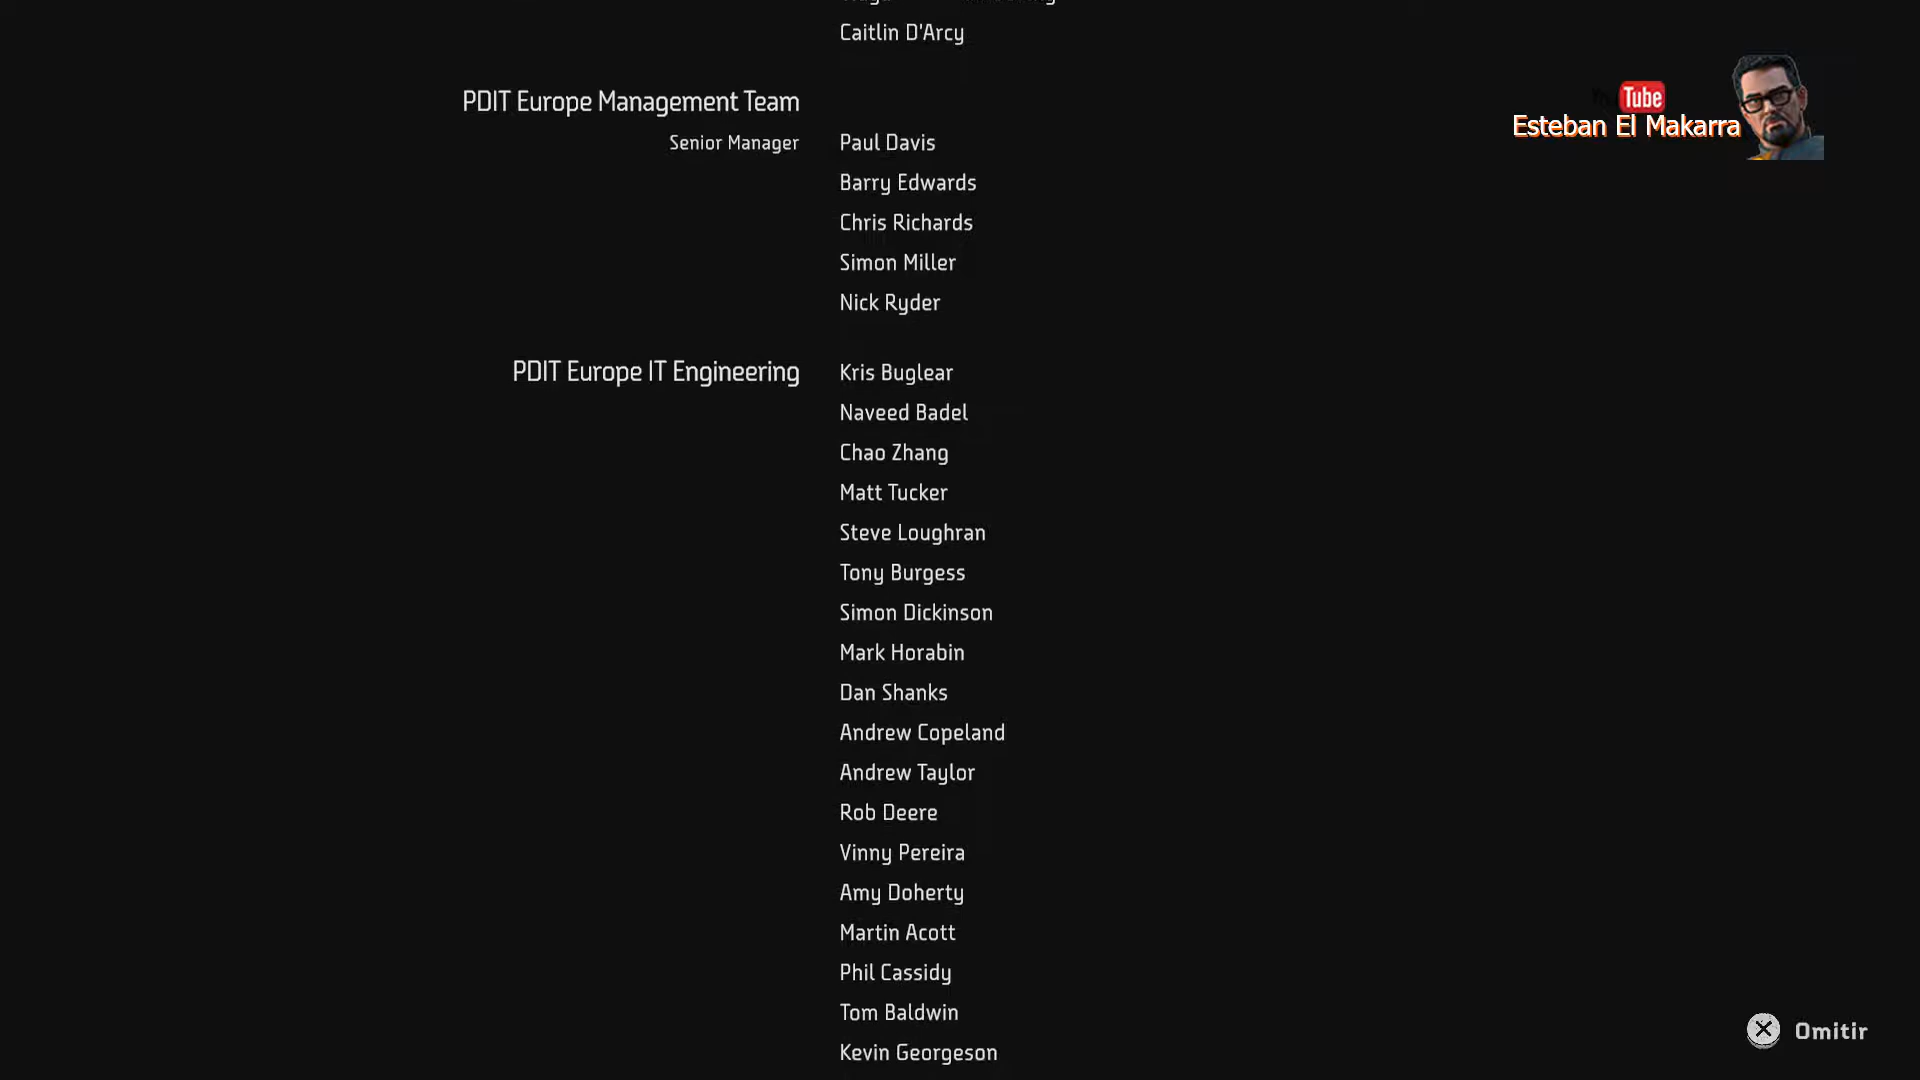 Caitlin D'Arcy
PDIT Europe Management Team
Senior Manager Paul Davis
Barry Edwards
Chris Richards
Simon Miller
Nick Ryder
PDIT Europe IT Engineering Kris Buglear
Naveed Badel
Chao Zhang
Matt Tucker
Steve Loughran
Tony Burgess
Simon Dickinson
Mark Horabin
Dan Shanks
Andrew Copeland
Andrew Taylor
Rob Deere
Vinny Pereira
Amy Doherty
Martin Acott
Phil Cassidy
Tom Baldwin
Kevin Georgeson
You Tube
Esteban El Makarra
Omitir